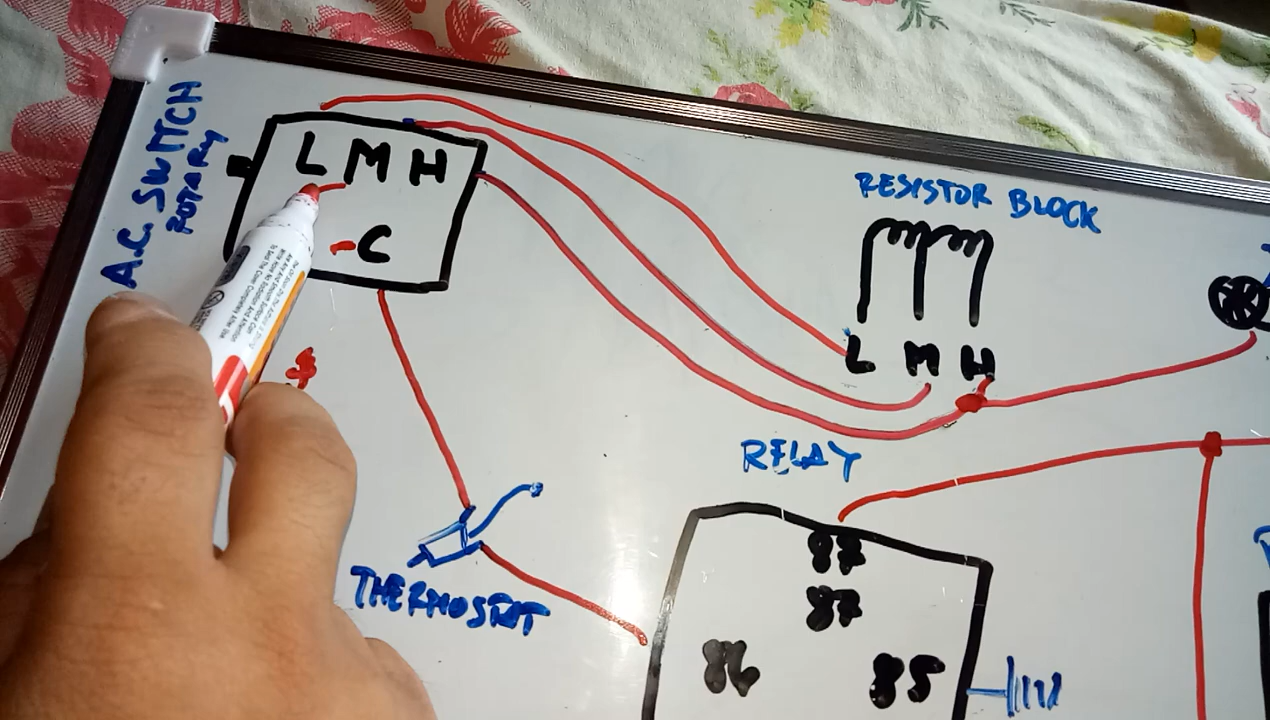 A.C. SWITCH
ROTARY
L M H
-C
RESISTOR BLOCK
L M H
RELAY
THERMOSTAT
87
87
86
85